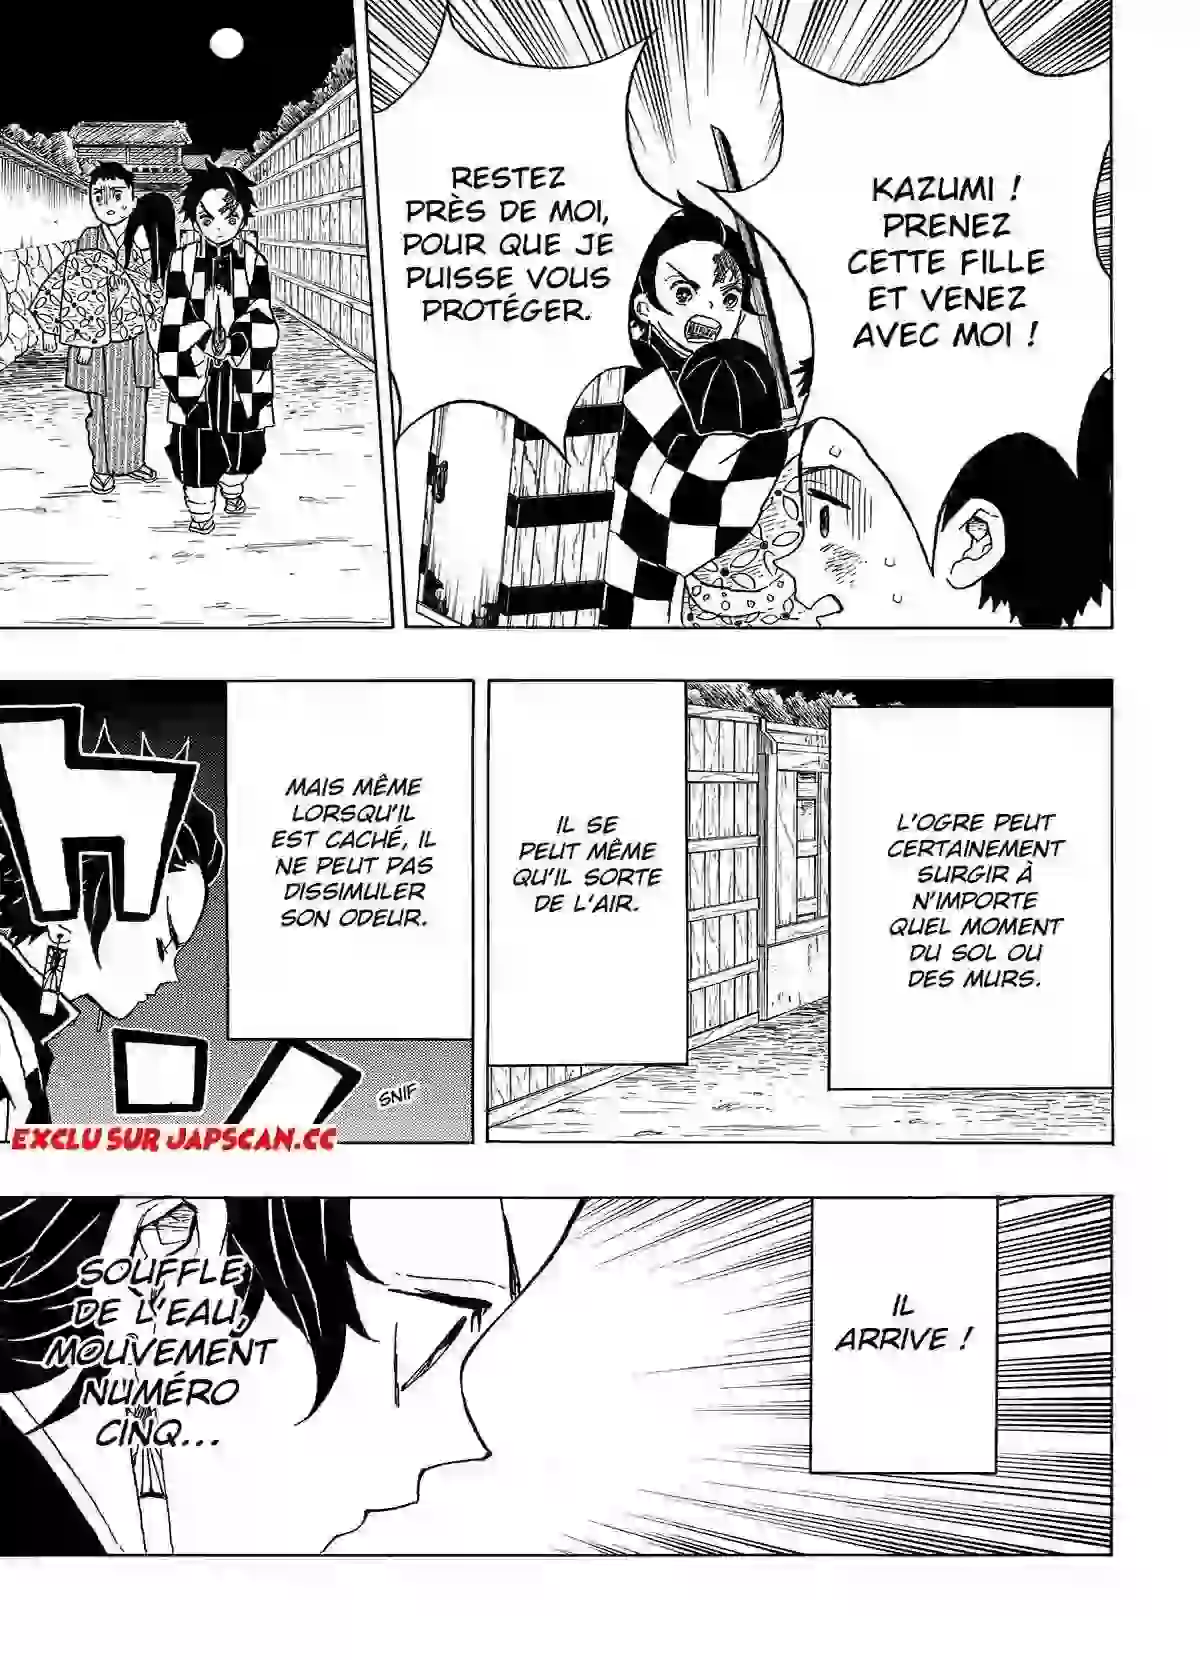 KAZUMI !
PRENEZ
CETTE FILLE
ET VENEZ
AVEC MOI !
RESTEZ
PRÈS DE MOI,
POUR QUE JE
PUISSE VOUS
PROTÉGER.
L'OGRE PEUT
CERTAINEMENT
SURGIR À
N'IMPORTE
QUEL MOMENT
DU SOL OU
DES MURS.
IL SE
PEUT MÊME
QU'IL SORTE
DE L'AIR.
MAIS MÊME
LORSQU'IL
EST CACHÉ, IL
NE PEUT PAS
DISSIMULER
SON ODEUR.
SNIF
EXCLU SUR JAPSCAN.CC
IL
ARRIVE !
SOUFFLE
DE L'EAU,
MOUVEMENT
NUMÉRO
CINQ...